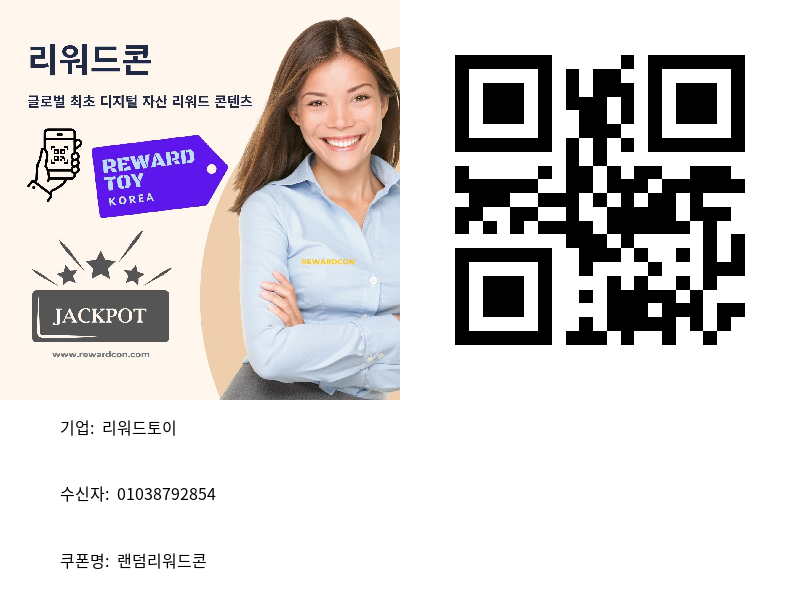 리워드콘
글로벌 최초 디지털 자산 리워드 콘텐츠
REWARD
TOY
KOREA
REWARDCON
JACKPOT
www.rewardcon.com
기업: 리워드토이
수신자: 01038792854
쿠폰명: 랜덤리워드콘